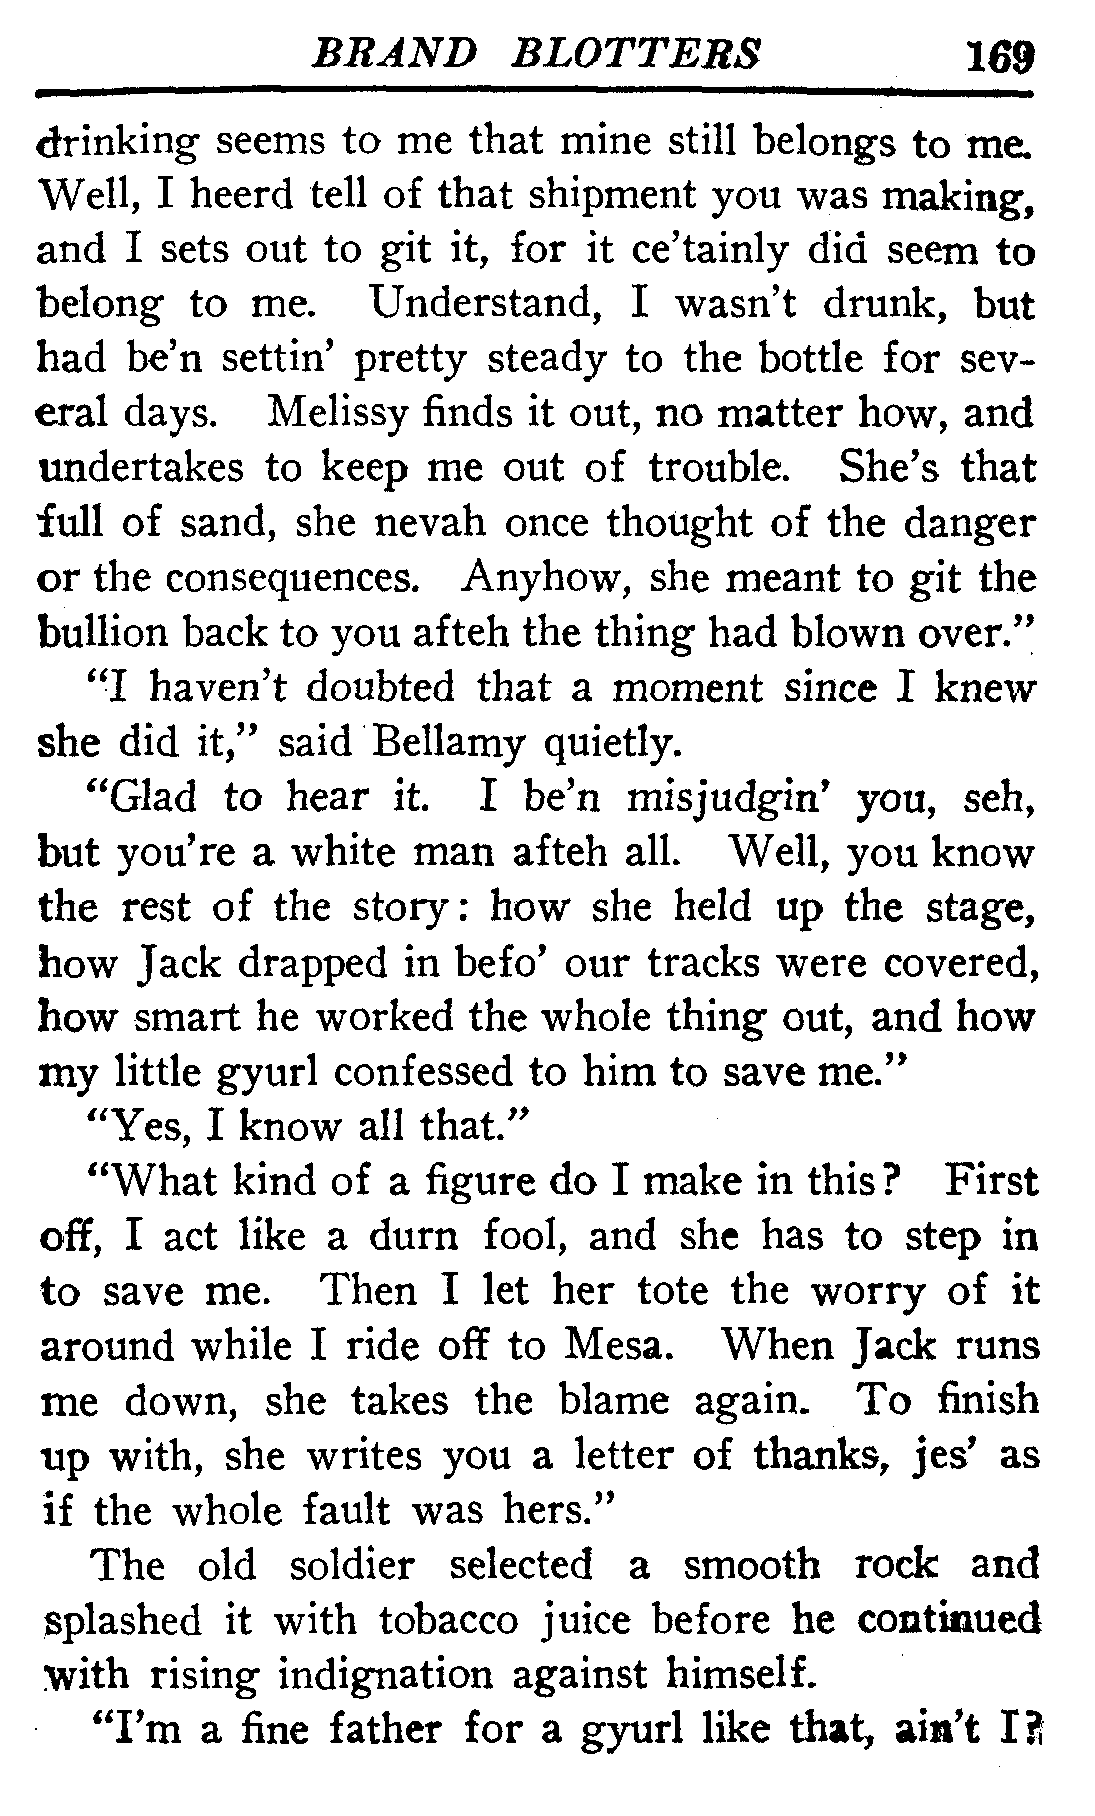 BRAND BLOTTERS 169
drinking seems to me that mine still belongs to me.
Well, I heerd tell of that shipment you was making,
and I sets out to git it, for it ce'tainly did seem to
belong to me. Understand, I wasn't drunk, but
had be'n settin' pretty steady to the bottle for sev-
eral days. Melissy finds it out, no matter how, and
undertakes to keep me out of trouble. She's that
full of sand, she nevah once thought of the danger
or the consequences. Anyhow, she meant to git the
bullion back to you afteh the thing had blown over."
"I haven't doubted that a moment since I knew
she did it," said Bellamy quietly.
"Glad to hear it. I be'n misjudgin' you, seh,
but you're a white man afteh all. Well, you know
the rest of the story: how she held up the stage,
how Jack drapped in befo' our tracks were covered,
how smart he worked the whole thing out, and how
my little gyurl confessed to him to save me."
"Yes, I know all that."
"What kind of a figure do I make in this? First
off, I act like a durn fool, and she has to step in
to save me. Then I let her tote the worry of it
around while I ride off to Mesa. When Jack runs
me down, she takes the blame again. To finish
up with, she writes you a letter of thanks, jes' as
if the whole fault was hers."
The old soldier selected a smooth rock and
splashed it with tobacco juice before he continued
with rising indignation against himself.
"I'm a fine father for a gyurl like that, ain't I?